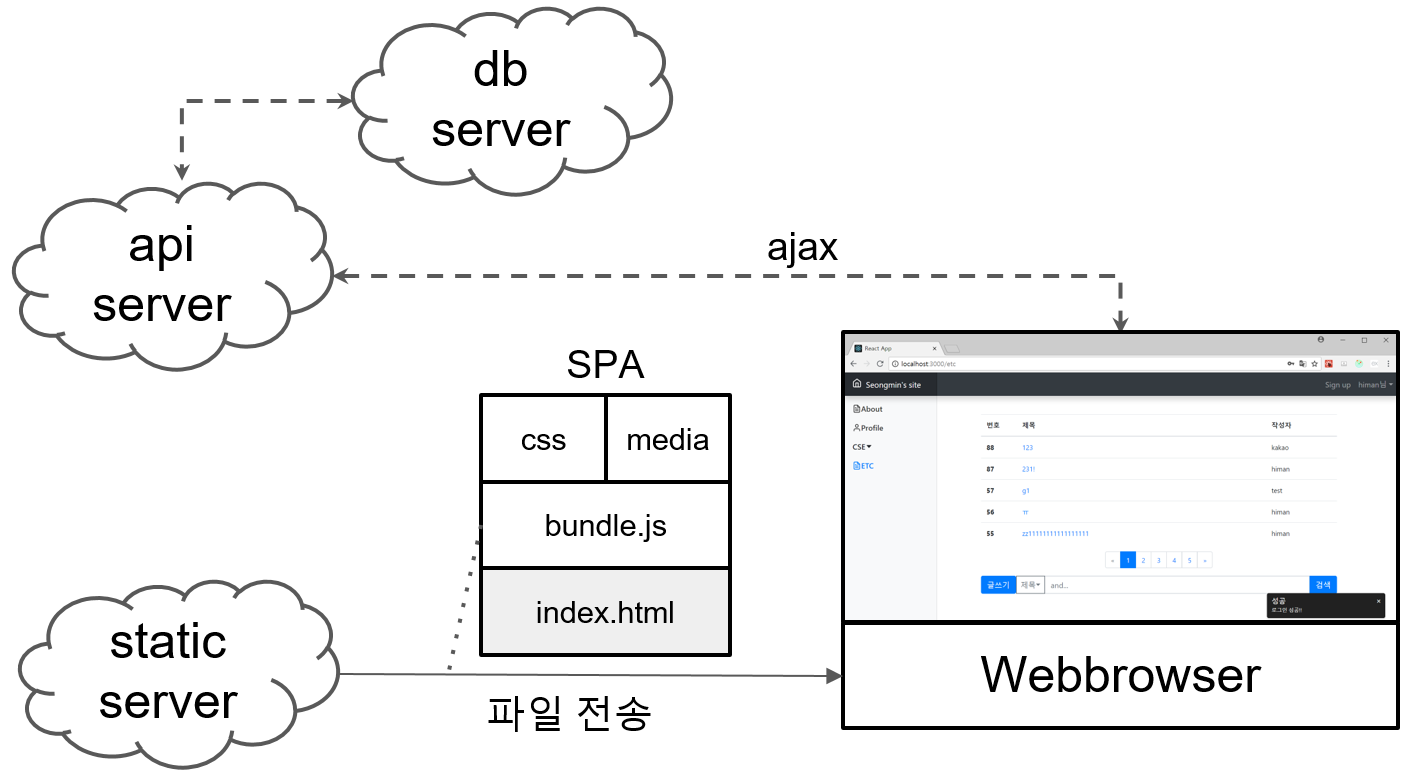 db
server
api
server
ajax
SPA
css
media
bundle.js
index.html
static
server
파일 전송
React App
localhost:3000/etc
Seongmin's site
Sign up
himan님
About
Profile
CSE
ETC
번호 제목 작성자
88 123 kakao
87 231! himan
57 g1 test
56 ㅠ himan
« 1 2 3 4 5 »
글쓰기 제목 and... 검색
성공
로그인 성공!!
Webbrowser